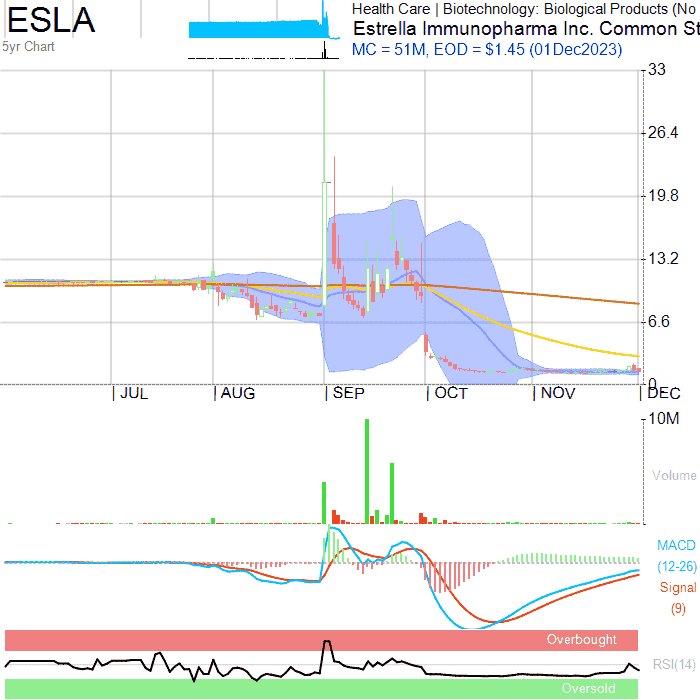 ESLA
5yr Chart
Health Care | Biotechnology: Biological Products (No
Estrella Immunopharma Inc. Common St
MC = 51M, EOD = $1.45 (01Dec2023)
33
26.4
19.8
13.2
6.6
0
| JUL | AUG | SEP | OCT | NOV | DEC
10M
Volume
MACD
(12-26)
Signal
(9)
Overbought
RSI(14)
Oversold